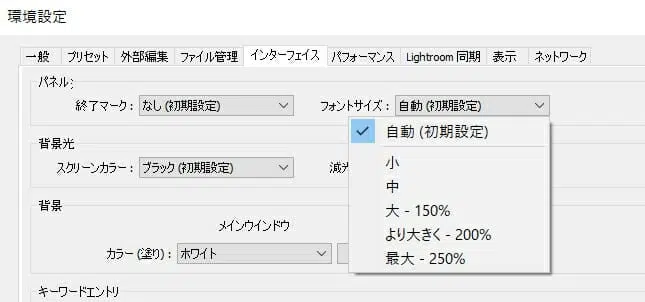 環境設定
一般 プリセット 外部編集 ファイル管理 インターフェイス パフォーマンス Lightroom 同期 表示 ネットワーク
パネル:
終了マーク: なし (初期設定) フォントサイズ: 自動 (初期設定)
自動 (初期設定)
背景光
小
スクリーンカラー: ブラック (初期設定) 減光
中
背景
大 - 150%
メインウインドウ
より大きく - 200%
カラー (塗り): ホワイト
最大 - 250%
キーワードエントリ